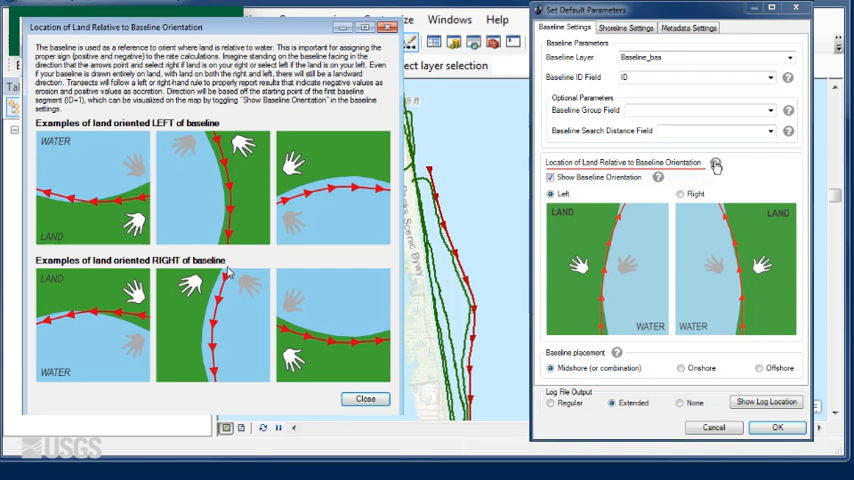 Location of Land Relative to Baseline Orientation
The baseline is used as a reference to orient where land is relative to water. This is important for assigning the
proper sign (positive and negative) to the rate calculations. Imagine standing on the baseline facing in the
direction that the arrows point and select right if land is on your right or select left if the land is on your left. Even
if your baseline is drawn entirely on land, with land on both the right and left, there will still be a landward
direction. Transects will follow a left or right-hand rule to properly report results that indicate negative values as
erosion and positive values as accretion. Direction will be based off the starting point of the first baseline
segment (ID=1), which can be visualized on the map by toggling "Show Baseline Orientation" in the baseline
settings.
Examples of land oriented LEFT of baseline
WATER
LAND
Examples of land oriented RIGHT of baseline
LAND
WATER
Close
Windows
Help
ct layer selection
Tab
8 ft
Scenic Bywy
USGS
Set Default Parameters
Baseline Settings
Shoreline Settings
Metadata Settings
Baseline Parameters
Baseline Layer
Baseline_bas
Baseline ID Field
ID
Optional Parameters
Baseline Group Field
Baseline Search Distance Field
Location of Land Relative to Baseline Orientation
Show Baseline Orientation
Left
Right
LAND
LAND
WATER
WATER
Baseline placement
Midshore (or combination)
Onshore
Offshore
Log File Output
Regular
Extended
None
Show Log Location
Cancel
OK